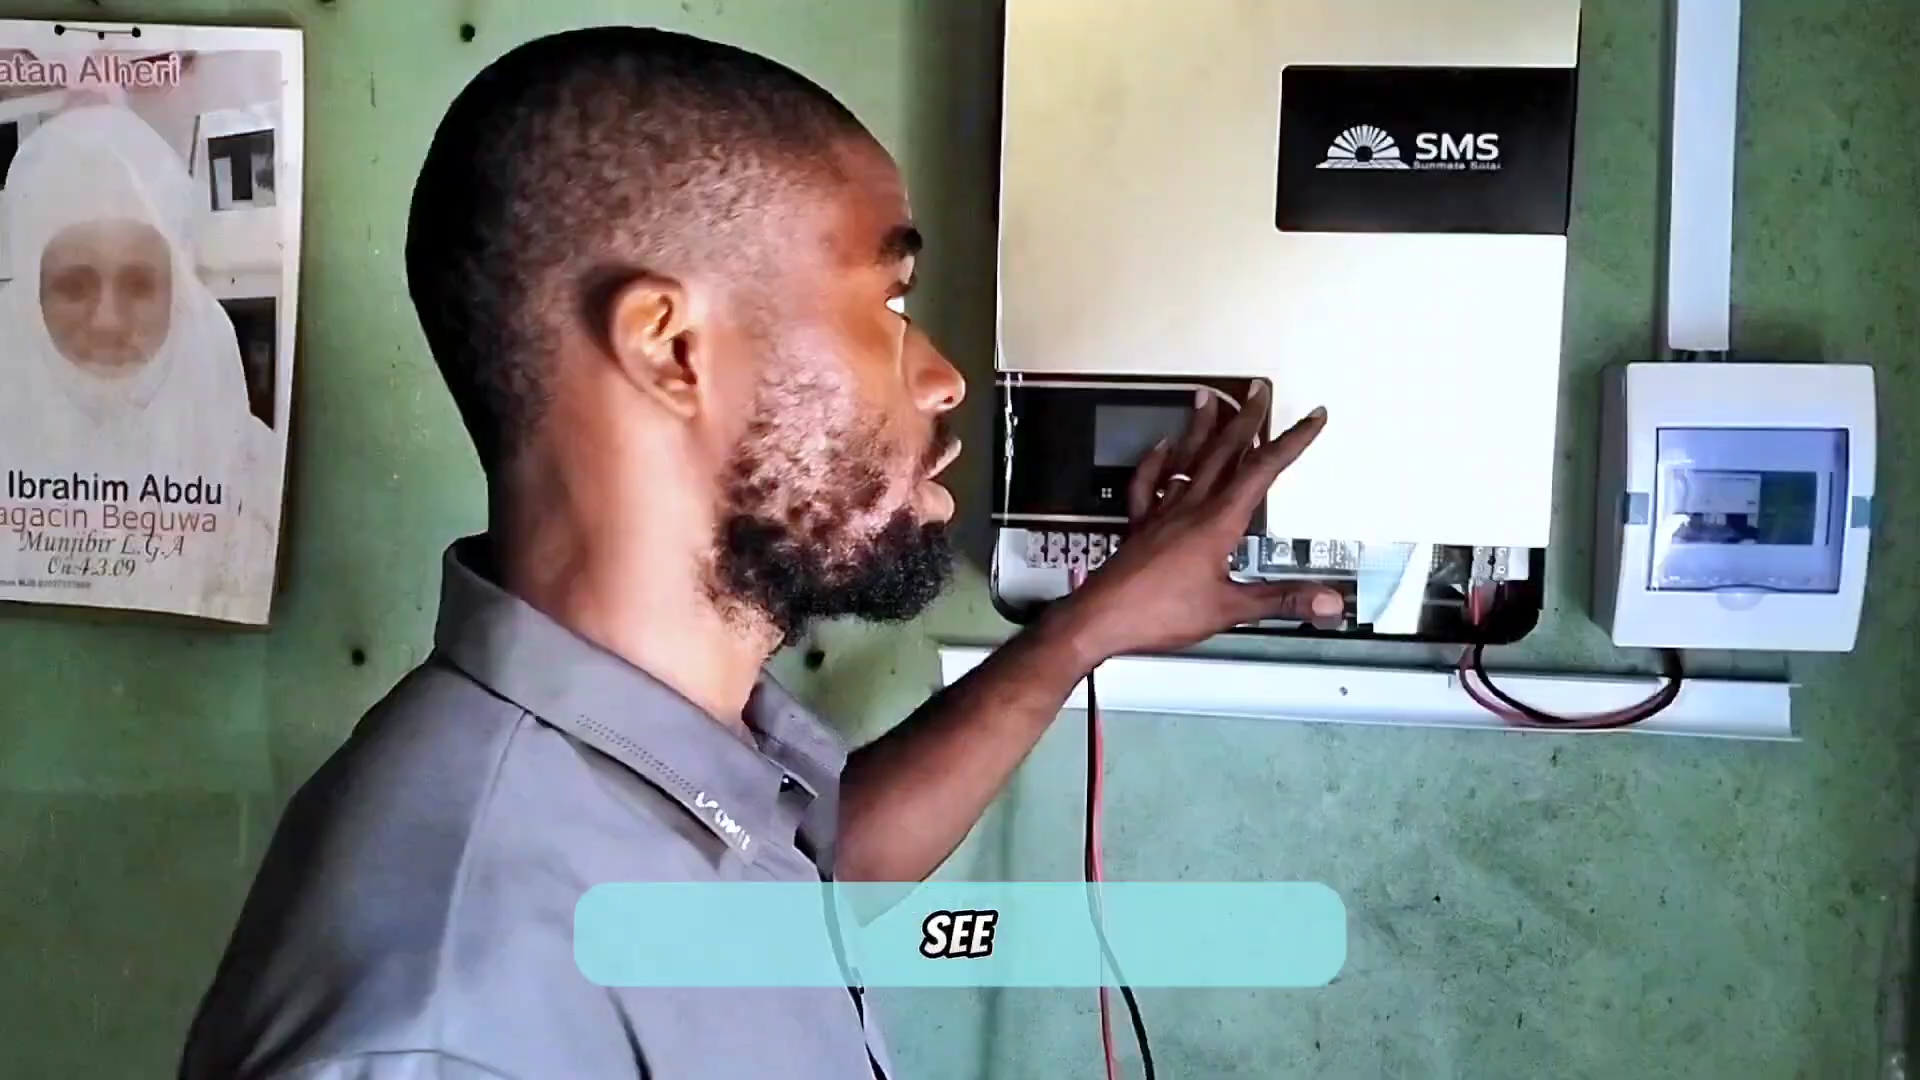 atan Alheri
Ibrahim Abdu
agacin Beguwa
Munjibir L.G.A
On 4.3.09
SMS
Sunmate Solar
SEE